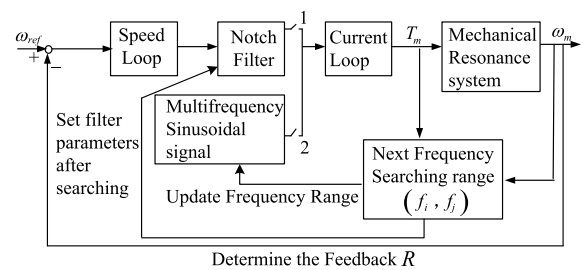 ω_ref
+
−
Speed
Loop
Notch
Filter
1
Current
Loop
T_m
Mechanical
Resonance
system
ω_m
Set filter
parameters
after
searching
Multifrequency
Sinusoidal
signal
2
Next Frequency
Searching range
(f_i , f_j)
Update Frequency Range
Determine the Feedback R